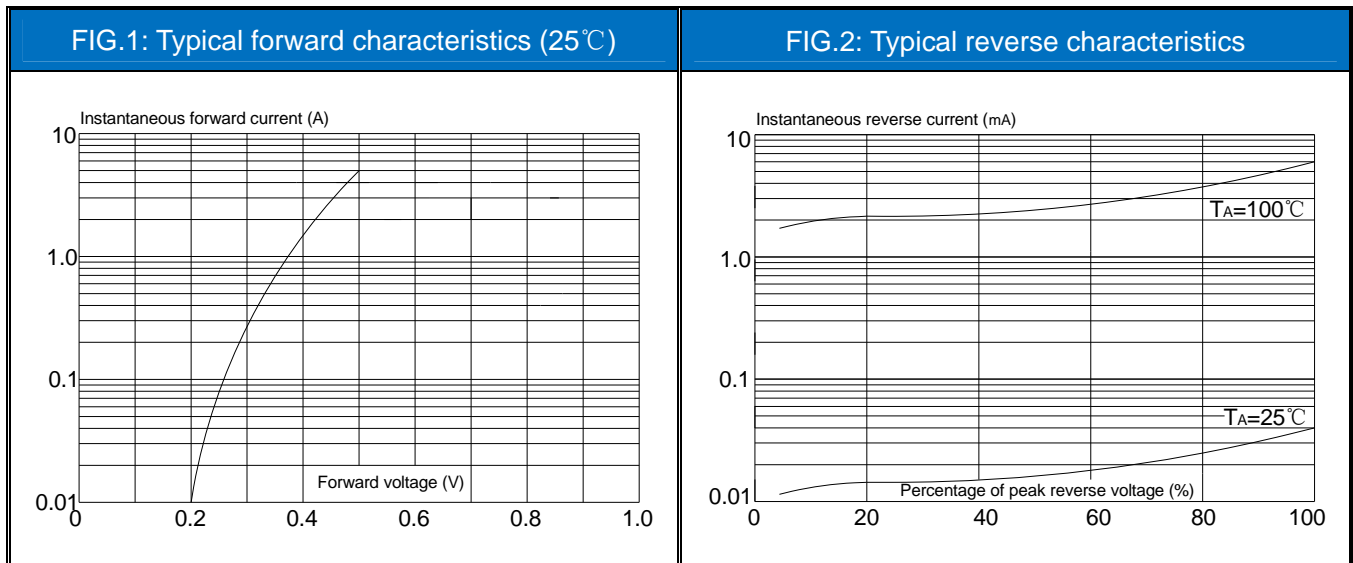 FIG.1: Typical forward characteristics (25℃)
Instantaneous forward current (A)
10
1.0
0.1
0.01
Forward voltage (V)
0 0.2 0.4 0.6 0.8 1.0
FIG.2: Typical reverse characteristics
Instantaneous reverse current (mA)
10
TA=100℃
1.0
0.1
TA=25℃
0.01
Percentage of peak reverse voltage (%)
0 20 40 60 80 100